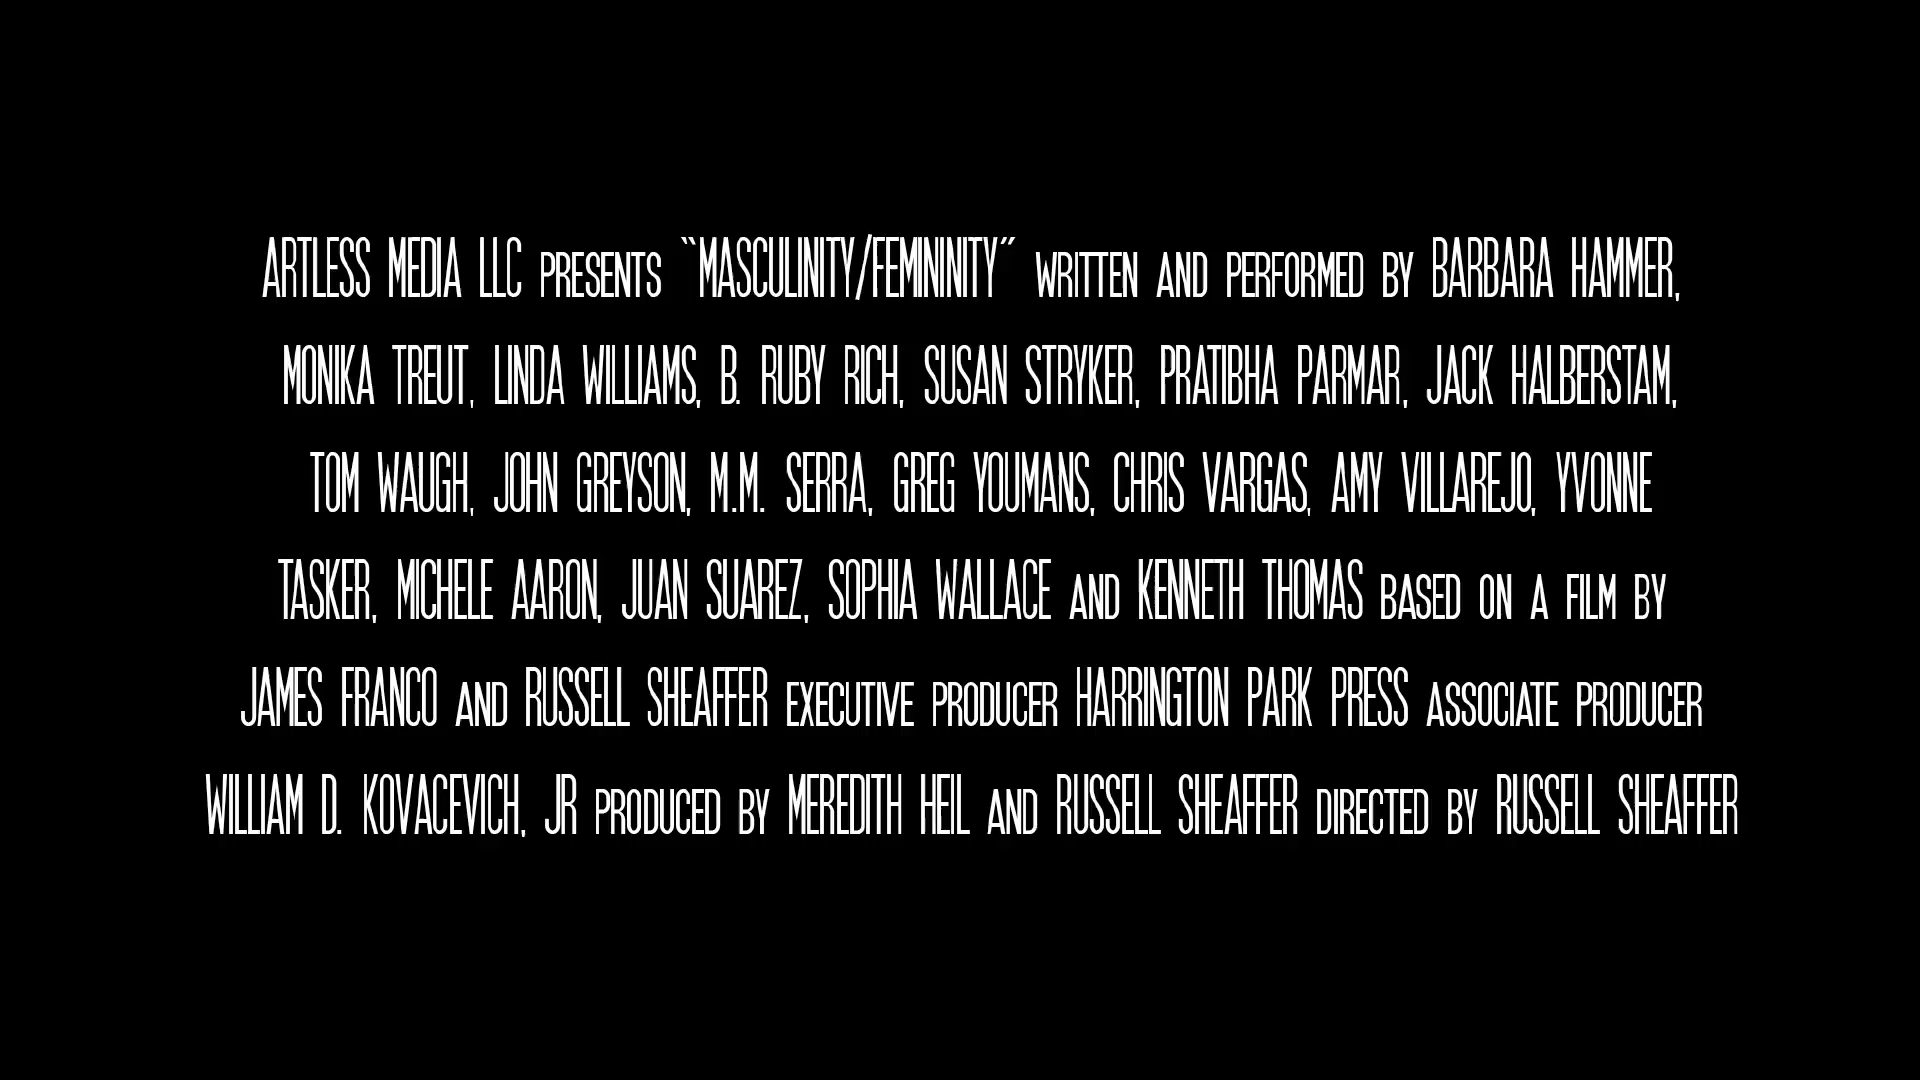 ARTLESS MEDIA LLC PRESENTS “MASCULINITY/FEMININITY” WRITTEN AND PERFORMED BY BARBARA HAMMER,
MONIKA TREUT, LINDA WILLIAMS, B. RUBY RICH, SUSAN STRYKER, PRATIBHA PARMAR, JACK HALBERSTAM,
TOM WAUGH, JOHN GREYSON, M.M. SERRA, GREG YOUMANS, CHRIS VARGAS, AMY VILLAREJO, YVONNE
TASKER, MICHELE AARON, JUAN SUAREZ, SOPHIA WALLACE AND KENNETH THOMAS BASED ON A FILM BY
JAMES FRANCO AND RUSSELL SHEAFFER EXECUTIVE PRODUCER HARRINGTON PARK PRESS ASSOCIATE PRODUCER
WILLIAM D. KOVACEVICH, JR PRODUCED BY MEREDITH HEIL AND RUSSELL SHEAFFER DIRECTED BY RUSSELL SHEAFFER